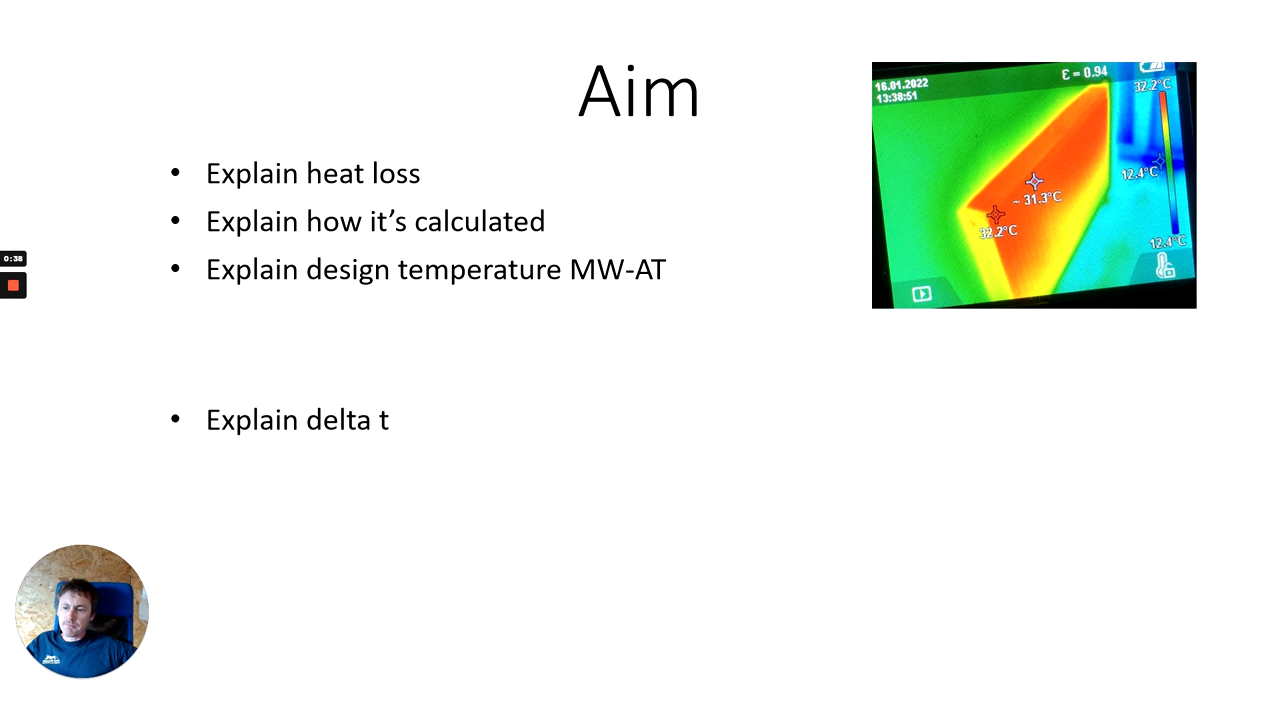 Aim
• Explain heat loss
• Explain how it’s calculated
• Explain design temperature MW-AT
• Explain delta t
16.01.2022
13:38:51
Ɛ = 0.94
32.2°C
~ 31.3°C
32.2°C
12.4°C
12.4°C
0:38